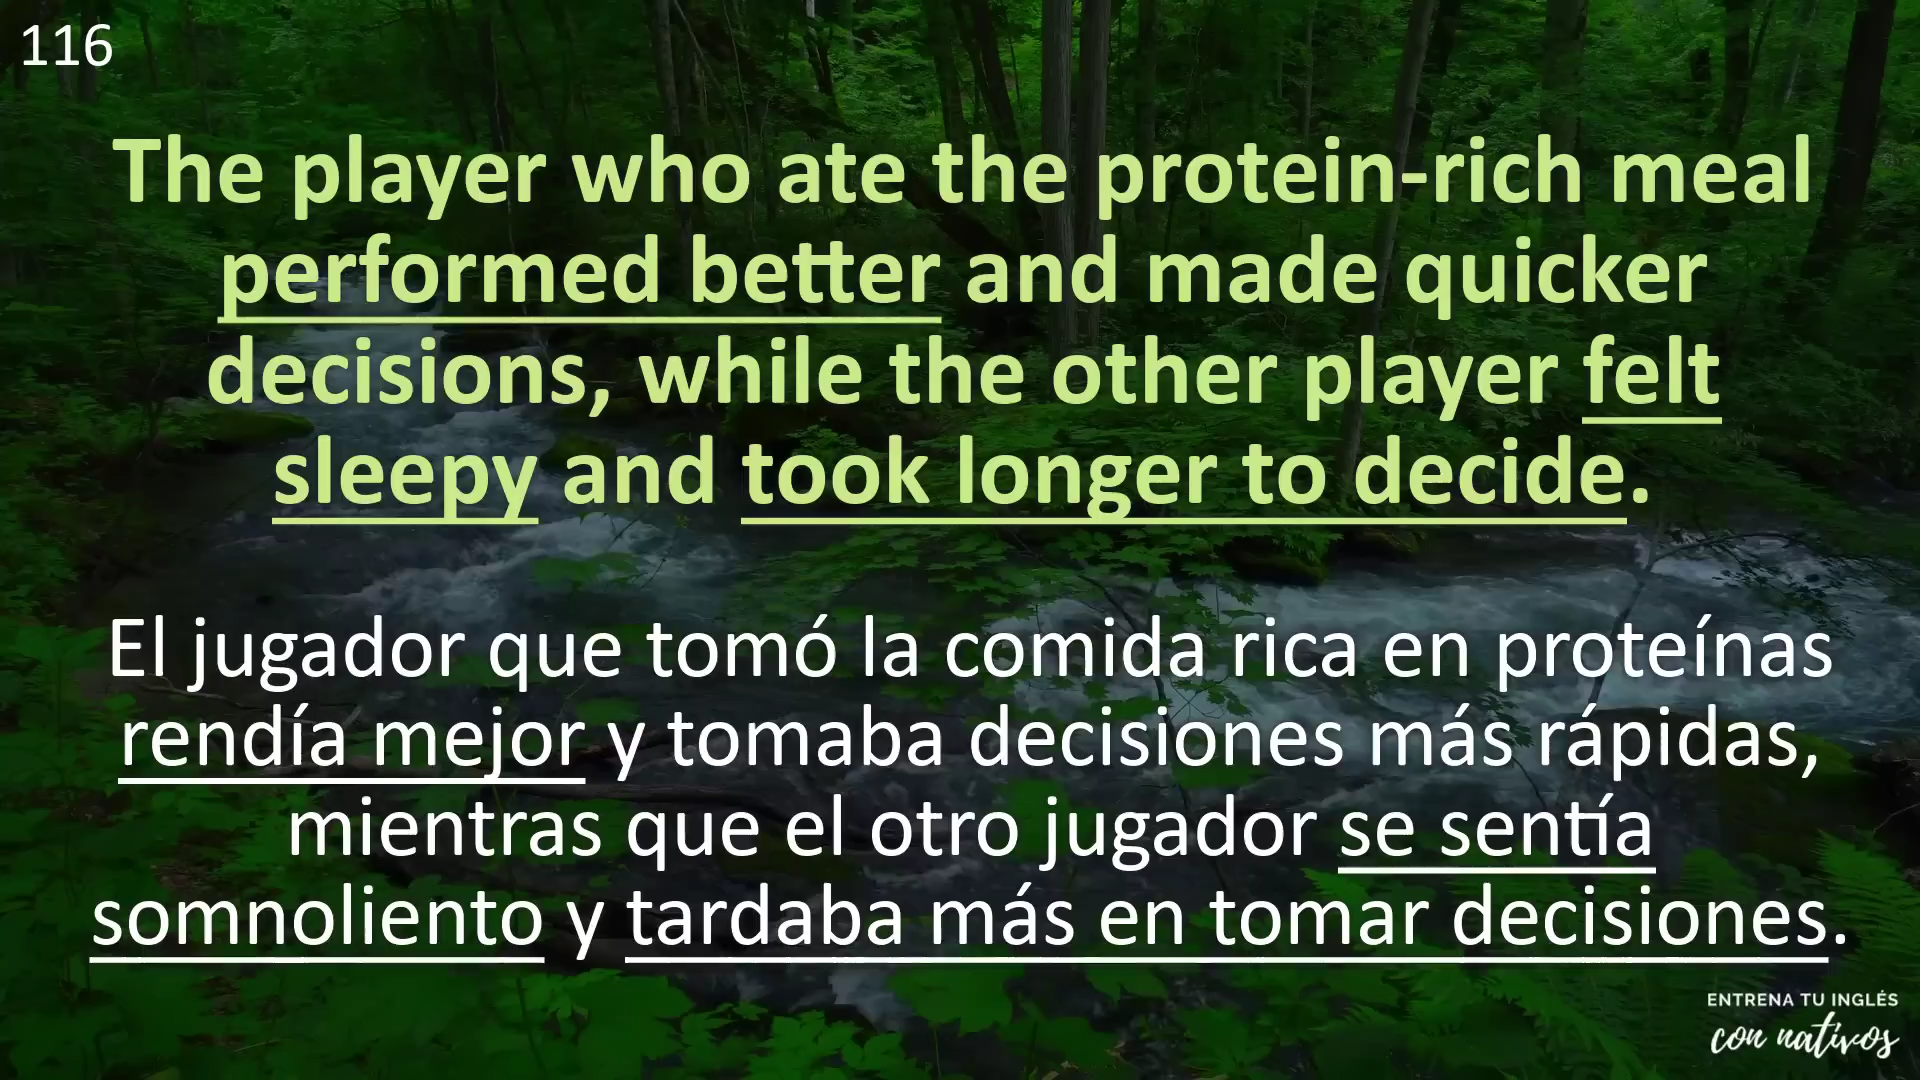 116
The player who ate the protein-rich meal
performed better and made quicker
decisions, while the other player felt
sleepy and took longer to decide.
El jugador que tomó la comida rica en proteínas
rendía mejor y tomaba decisiones más rápidas,
mientras que el otro jugador se sentía
somnoliento y tardaba más en tomar decisiones.
ENTRENA TU INGLÉS
con nativos